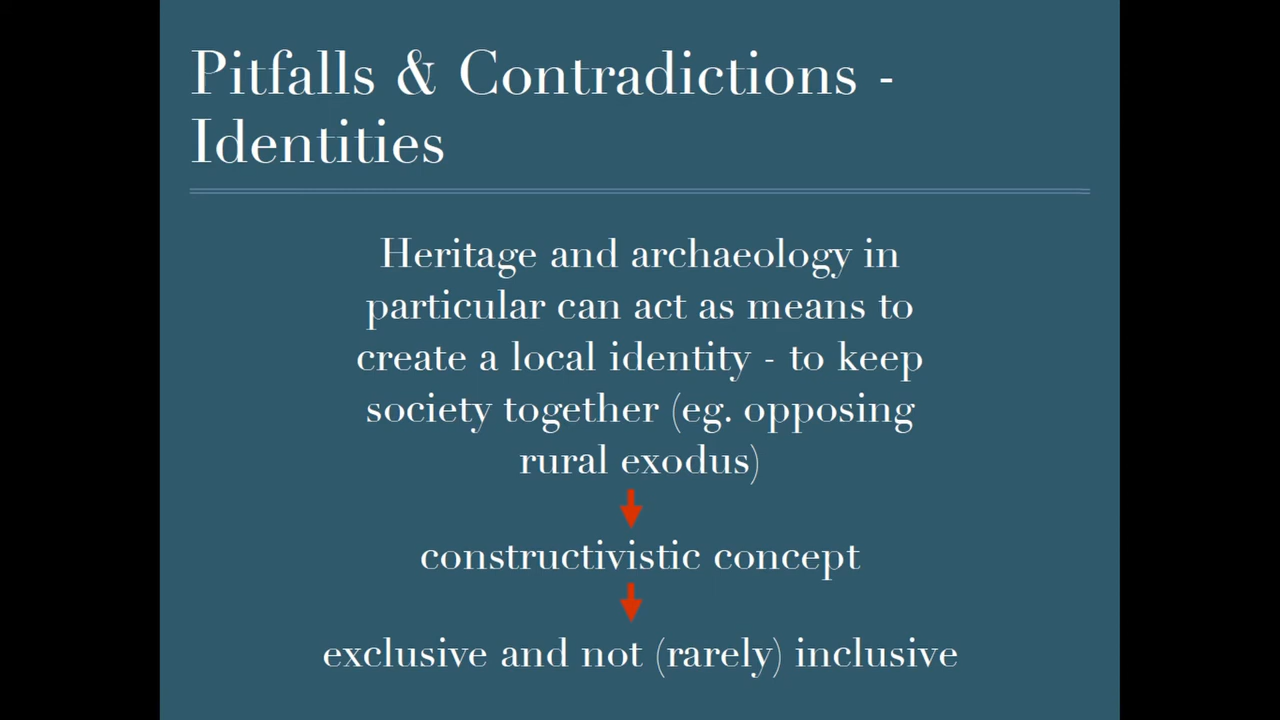 Pitfalls & Contradictions -
Identities
Heritage and archaeology in
particular can act as means to
create a local identity - to keep
society together (eg. opposing
rural exodus)
constructivistic concept
exclusive and not (rarely) inclusive